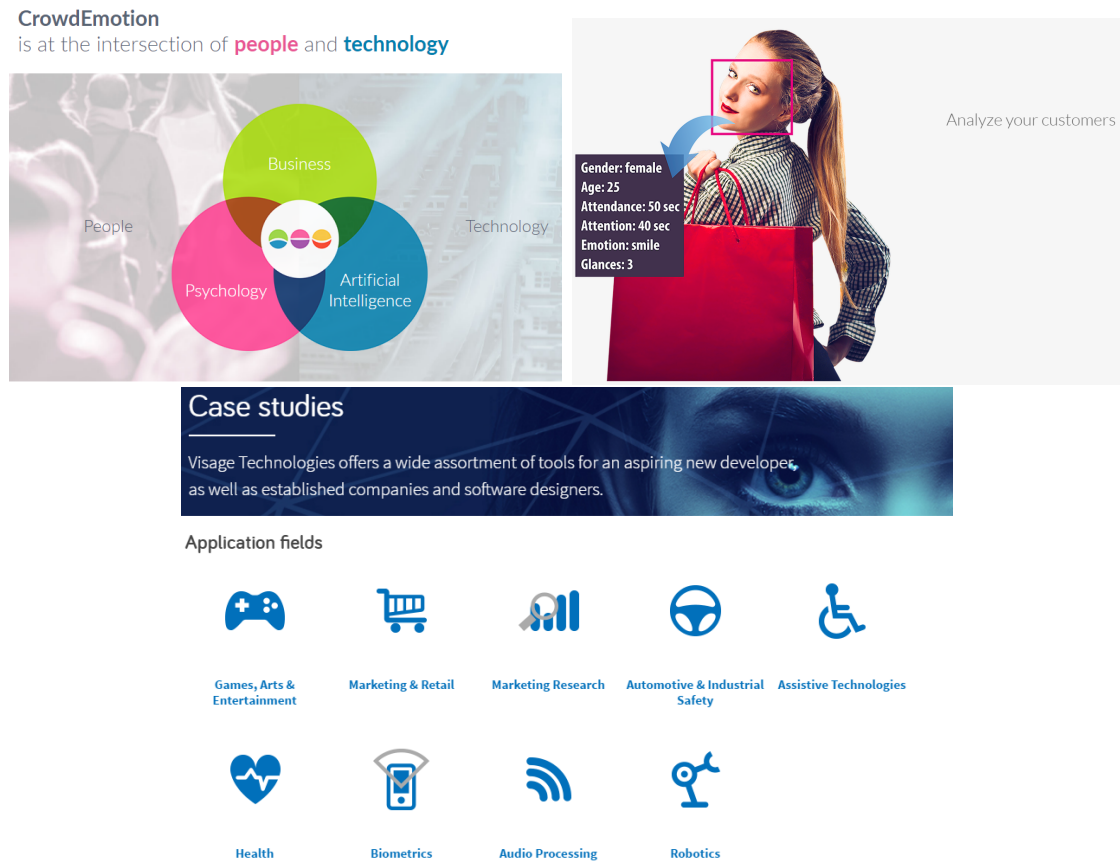 CrowdEmotion
is at the intersection of people and technology
Business
People
Technology
Psychology
Artificial
Intelligence
Analyze your customers
Gender: female
Age: 25
Attendance: 50 sec
Attention: 40 sec
Emotion: smile
Glances: 3
Case studies
Visage Technologies offers a wide assortment of tools for an aspiring new developer,
as well as established companies and software designers.
Application fields
Games, Arts &
Entertainment
Marketing & Retail
Marketing Research
Automotive & Industrial
Safety
Assistive Technologies
Health
Biometrics
Audio Processing
Robotics